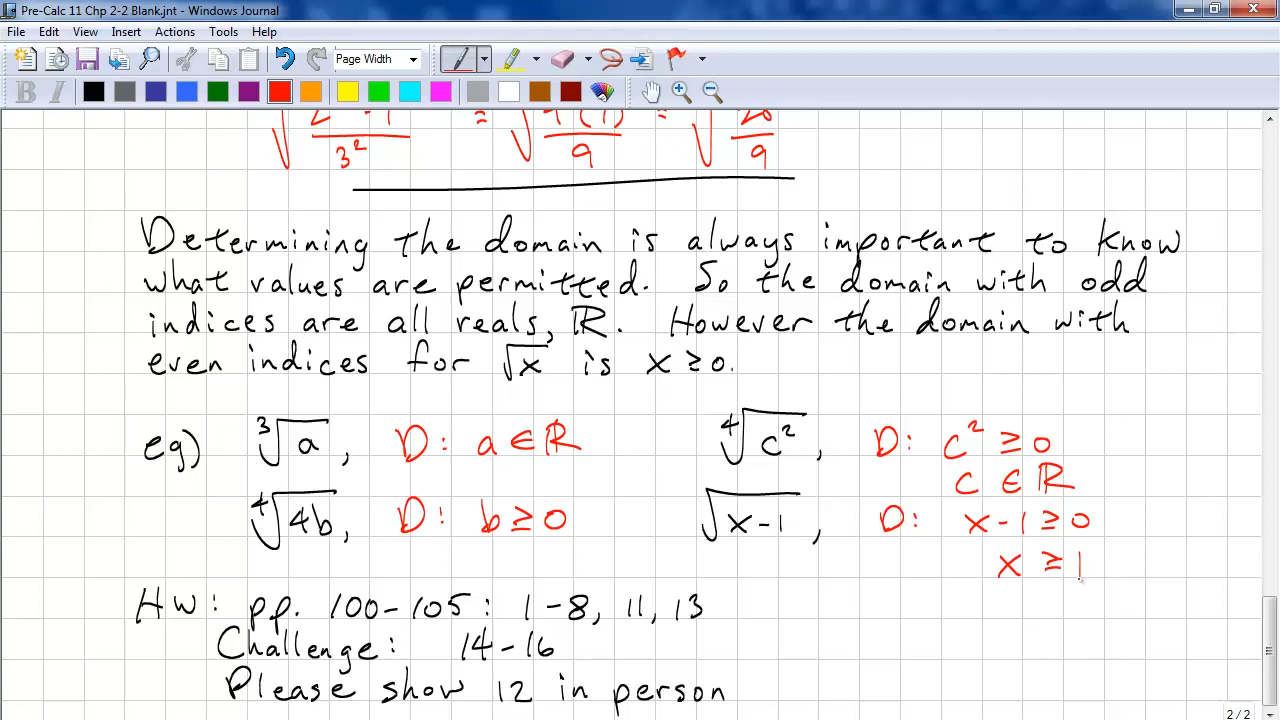 Pre-Calc 11 Chp 2-2 Blank.jnt - Windows Journal
File Edit View Insert Actions Tools Help
Page Width
B I
3² = √ 9 = √ 9
Determining the domain is always important to know
what values are permitted. So the domain with odd
indices are all reals, ℝ. However the domain with
even indices for √x is x ≥ 0.
eg) ∛a, D: a ∈ ℝ ∜c², D: c² ≥ 0
c ∈ ℝ
∜4b, D: b ≥ 0 √x-1, D: x-1 ≥ 0
x ≥ 1
HW: pp. 100-105: 1-8, 11, 13
Challenge: 14-16
Please show 12 in person
2 / 2